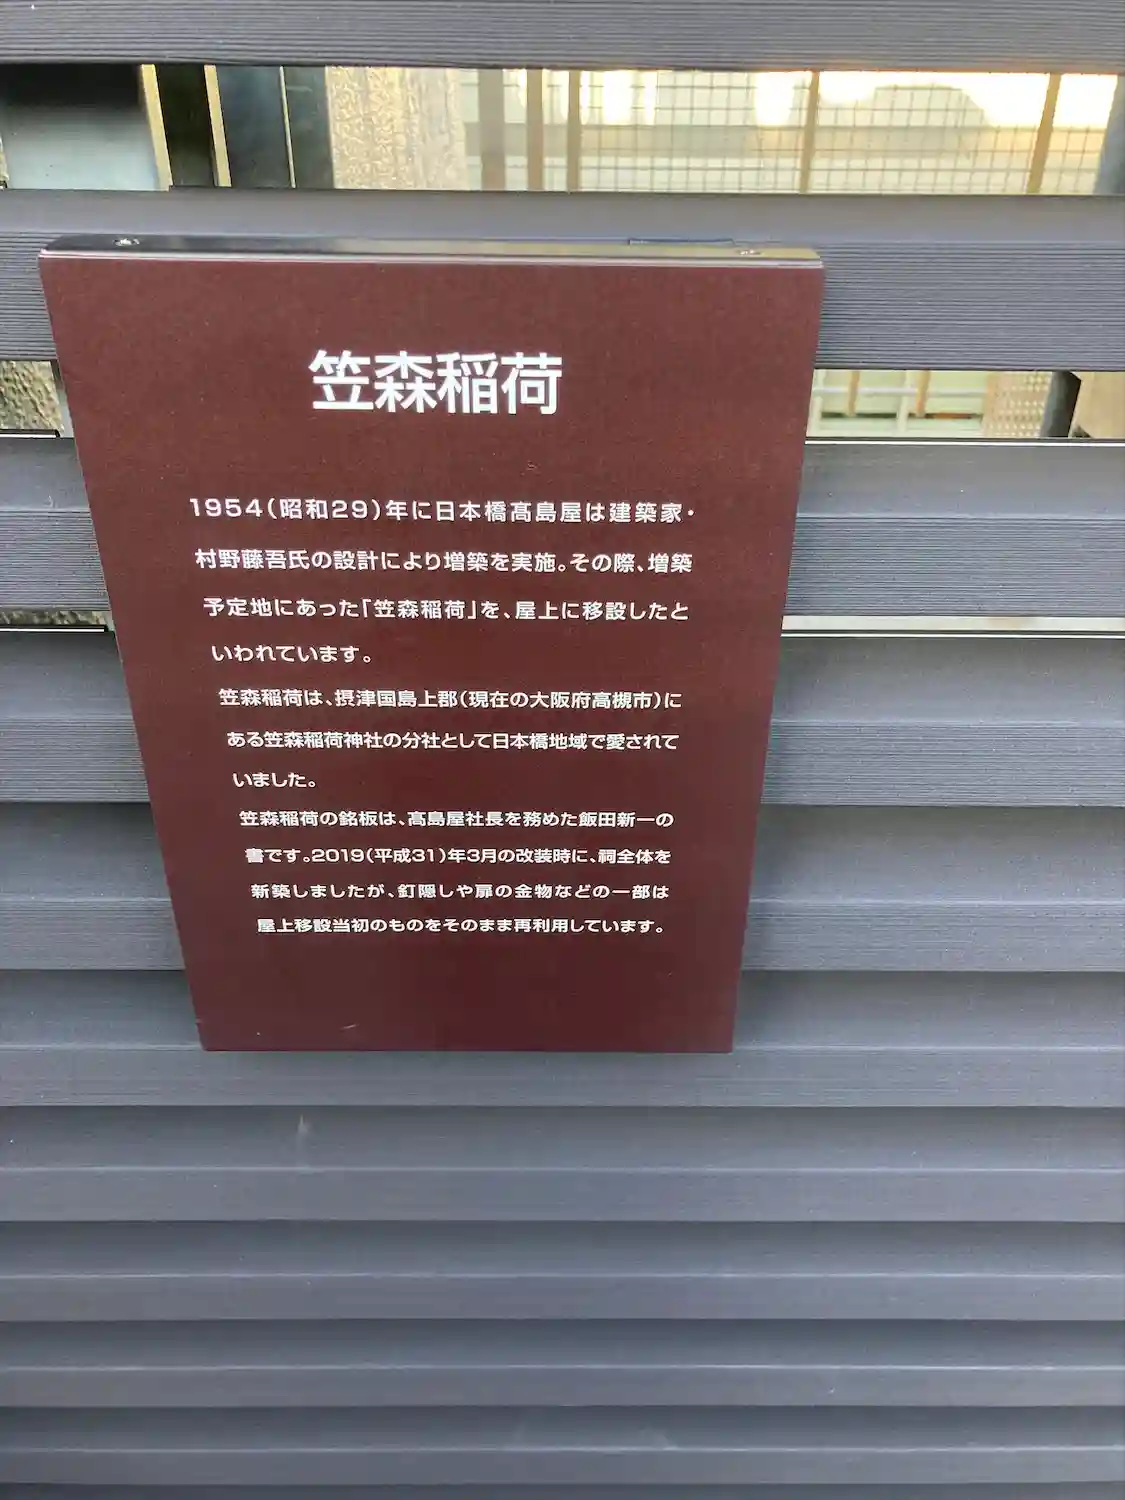 笠森稲荷
1954(昭和29)年に日本橋髙島屋は建築家・
村野藤吾氏の設計により増築を実施。その際、増築
予定地にあった「笠森稲荷」を、屋上に移設したと
いわれています。
笠森稲荷は、摂津国島上郡(現在の大阪府高槻市)に
ある笠森稲荷神社の分社として日本橋地域で愛されて
いました。
笠森稲荷の銘板は、髙島屋社長を務めた飯田新一の
書です。2019(平成31)年3月の改装時に、祠全体を
新築しましたが、釘隠しや扉の金物などの一部は
屋上移設当初のものをそのまま再利用しています。